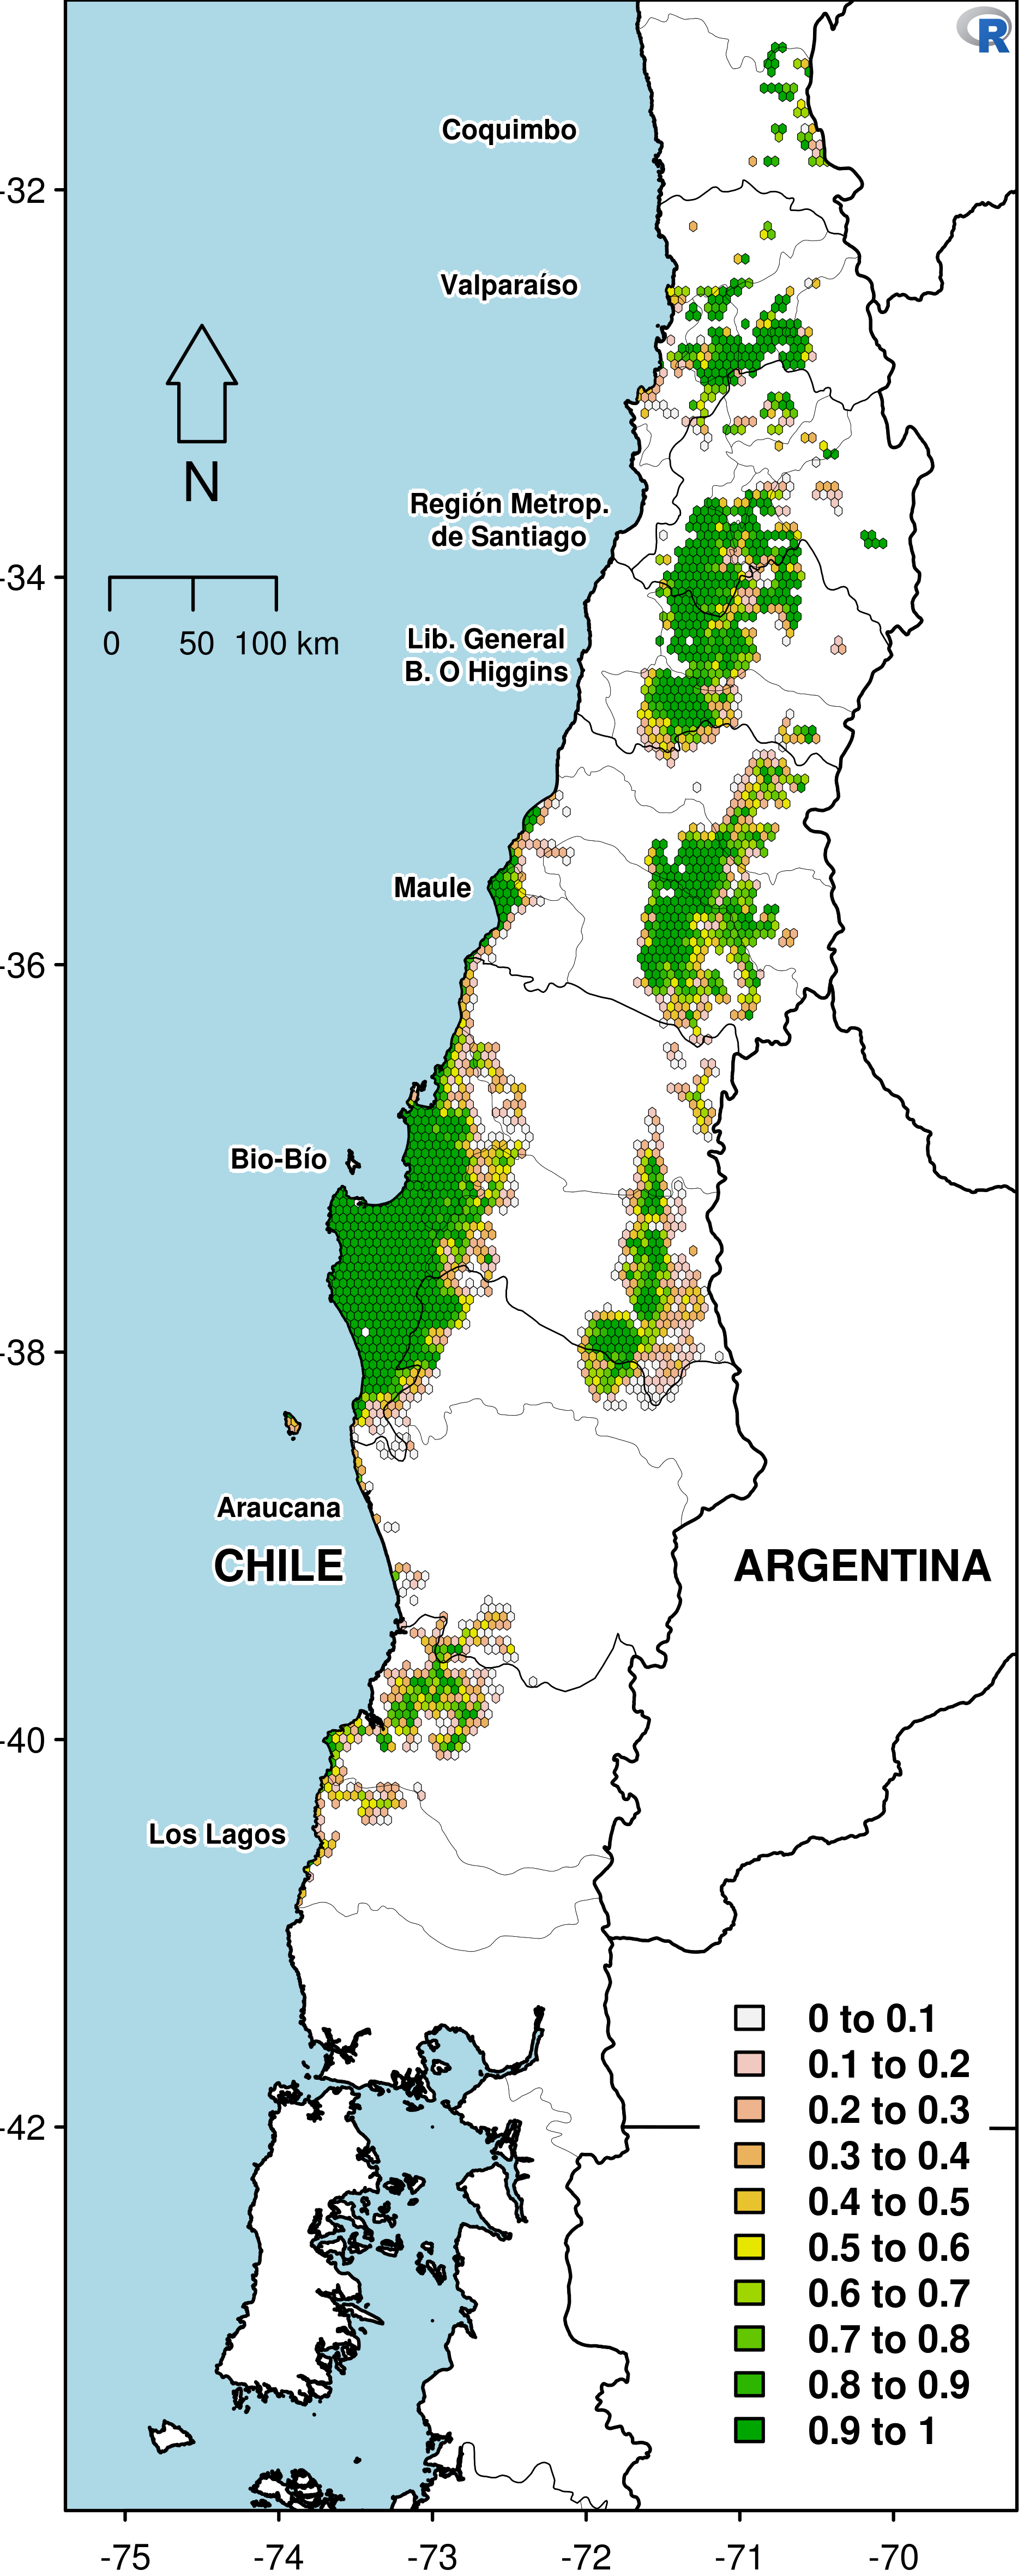 R
Coquimbo
-32
Valparaíso
N
Región Metrop.
de Santiago
-34
0 50 100 km
Lib. General
B. O Higgins
Maule
-36
Bio-Bío
-38
Araucana
CHILE
ARGENTINA
-40
Los Lagos
0 to 0.1
0.1 to 0.2
0.2 to 0.3
-42
0.3 to 0.4
0.4 to 0.5
0.5 to 0.6
0.6 to 0.7
0.7 to 0.8
0.8 to 0.9
0.9 to 1
-75 -74 -73 -72 -71 -70